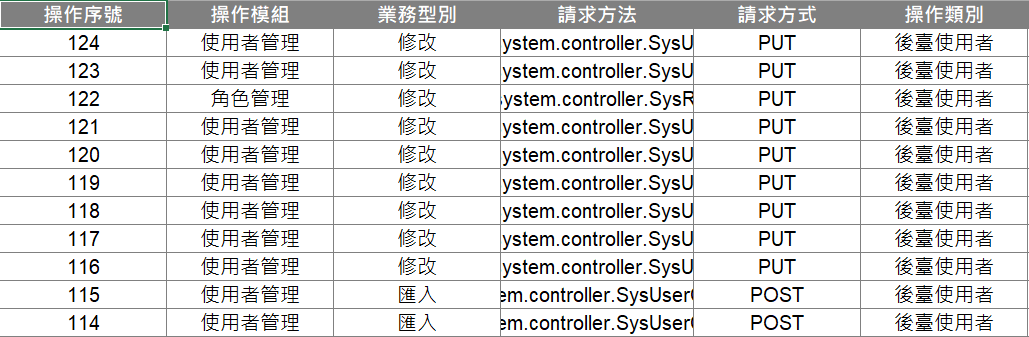 操作序號 操作模組 業務型別 請求方法 請求方式 操作類別
124 使用者管理 修改 ystem.controller.SysU PUT 後臺使用者
123 使用者管理 修改 ystem.controller.SysU PUT 後臺使用者
122 角色管理 修改 system.controller.SysR PUT 後臺使用者
121 使用者管理 修改 ystem.controller.SysU PUT 後臺使用者
120 使用者管理 修改 ystem.controller.SysU PUT 後臺使用者
119 使用者管理 修改 ystem.controller.SysU PUT 後臺使用者
118 使用者管理 修改 ystem.controller.SysU PUT 後臺使用者
117 使用者管理 修改 ystem.controller.SysU PUT 後臺使用者
116 使用者管理 修改 ystem.controller.SysU PUT 後臺使用者
115 使用者管理 匯入 em.controller.SysUser POST 後臺使用者
114 使用者管理 匯入 em.controller.SysUser POST 後臺使用者